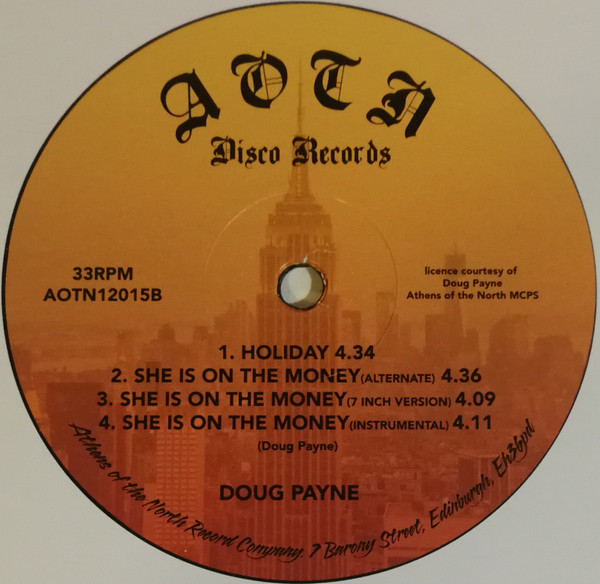 AOTN
Disco Records
33RPM
AOTN12015B
licence courtesy of
Doug Payne
Athens of the North MCPS
1. HOLIDAY 4.34
2. SHE IS ON THE MONEY(ALTERNATE) 4.36
3. SHE IS ON THE MONEY(7 INCH VERSION) 4.09
4. SHE IS ON THE MONEY(INSTRUMENTAL) 4.11
(Doug Payne)
DOUG PAYNE
Athens of the North Record Company. 7 Barony Street, Edinburgh, Eh36pd